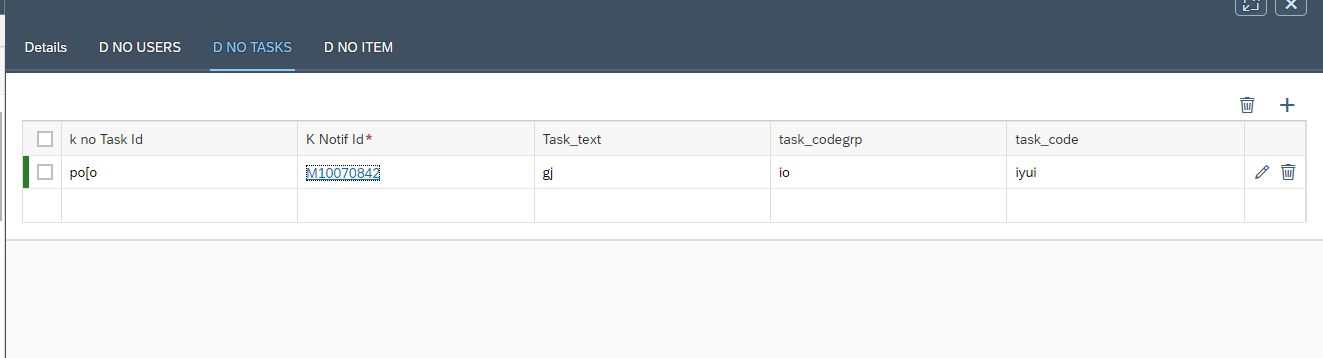 Details D NO USERS D NO TASKS D NO ITEM
k no Task Id K Notif Id* Task_text task_codegrp task_code
po[o M10070842 gj io iyui